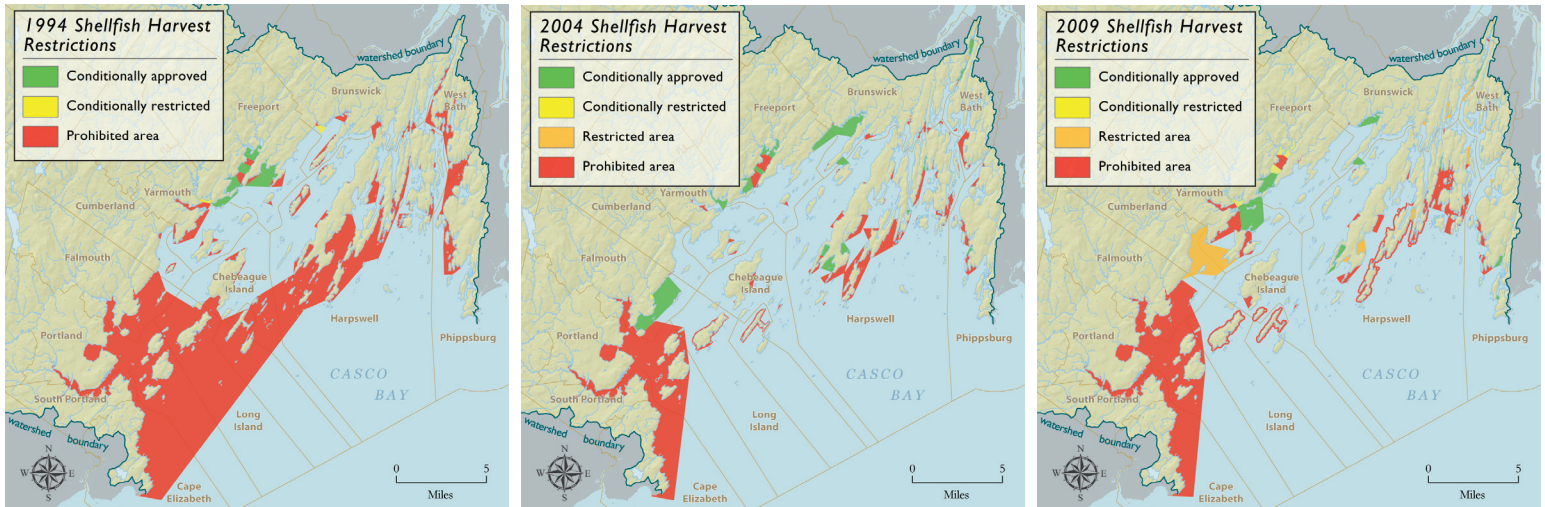 1994 Shellfish Harvest
Restrictions
Conditionally approved
Conditionally restricted
Prohibited area
watershed boundary
Brunswick
Freeport
West
Bath
Yarmouth
Cumberland
Falmouth
Chebeague
Island
Harpswell
Portland
Phippsburg
CASCO
BAY
South Portland
Long
Island
watershed boundary
N
W E
S
Cape
Elizabeth
0 5
Miles
2004 Shellfish Harvest
Restrictions
Conditionally approved
Conditionally restricted
Restricted area
Prohibited area
watershed boundary
Brunswick
Freeport
West
Bath
Yarmouth
Cumberland
Falmouth
Chebeague
Island
Harpswell
Portland
Phippsburg
CASCO
BAY
South Portland
Long
Island
watershed boundary
N
W E
S
Cape
Elizabeth
0 5
Miles
2009 Shellfish Harvest
Restrictions
Conditionally approved
Conditionally restricted
Restricted area
Prohibited area
watershed boundary
Brunswick
Freeport
West
Bath
Yarmouth
Cumberland
Falmouth
Chebeague
Island
Harpswell
Portland
Phippsburg
CASCO
BAY
South Portland
Long
Island
watershed boundary
N
W E
S
Cape
Elizabeth
0 5
Miles